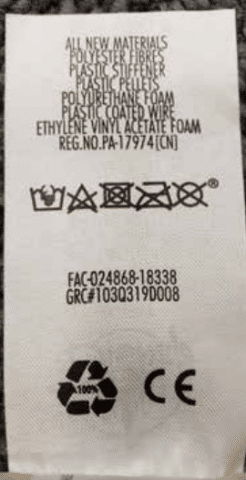 ALL NEW MATERIALS
POLYESTER FIBRES
PLASTIC STIFFENER
PLASTIC PELLETS
POLYURETHANE FOAM
PLASTIC COATED WIRE
ETHYLENE VINYL ACETATE FOAM
REG.NO.PA-17974(CN)
®
FAC-024868-18338
GRC#103Q319D008
100%
CE